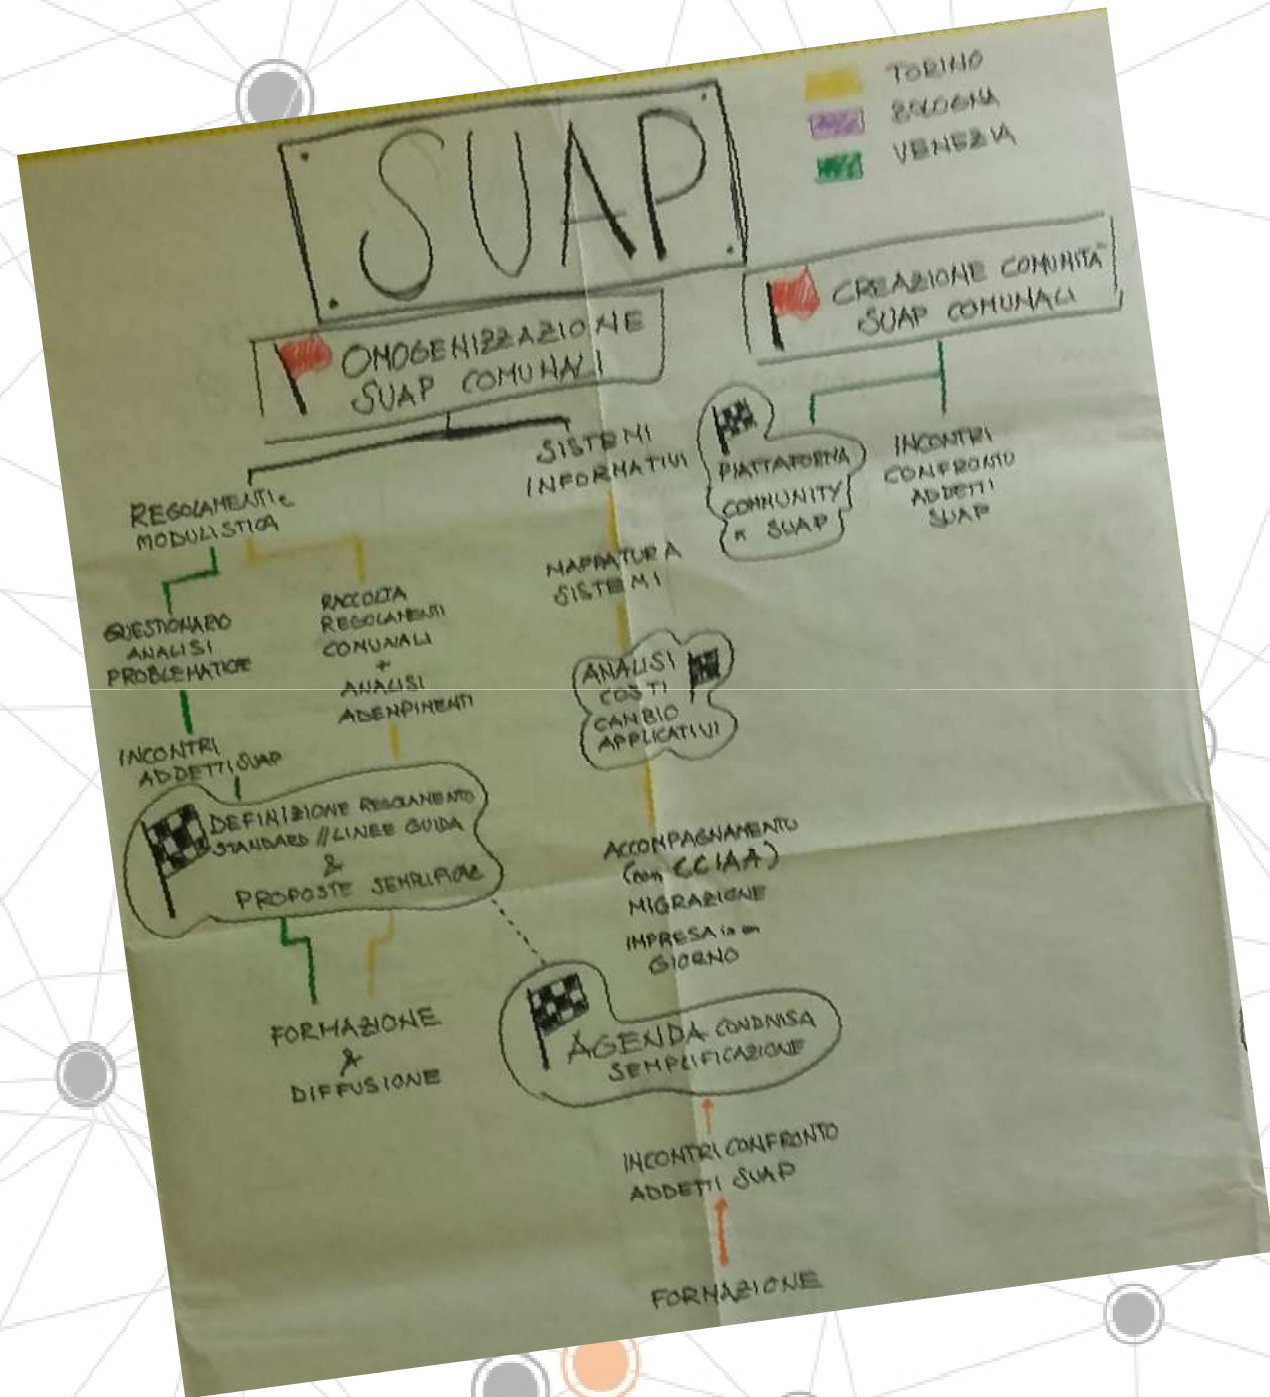 SUAP
TORINO
BOLOGNA
VENEZIA
OMOGENIZZAZIONE
SUAP COMUNALI
CREAZIONE COMUNITA'
SUAP COMUNALI
REGOLAMENTI e
MODULISTICA
SISTEMI
INFORMATIVI
PIATTAFORMA
COMMUNITY
SUAP
INCONTRI
CONFRONTO
ADDETTI
SUAP
QUESTIONARIO
ANALISI
PROBLEMATICHE
RACCOLTA
REGOLAMENTI
COMUNALI
+
ANALISI
ADEMPIMENTI
MAPPATURA
SISTEMI
ANALISI
COSTI
CAMBIO
APPLICATIVI
INCONTRI
ADDETTI SUAP
DEFINIZIONE REGOLAMENTO
STANDARD // LINEE GUIDA
&
PROPOSTE SEMPLIFICAZ
ACCOMPAGNAMENTO
(non CCIAA)
MIGRAZIONE
IMPRESA in un
GIORNO
FORMAZIONE
&
DIFFUSIONE
AGENDA CONDIVISA
SEMPLIFICAZIONE
INCONTRI CONFRONTO
ADDETTI SUAP
FORMAZIONE